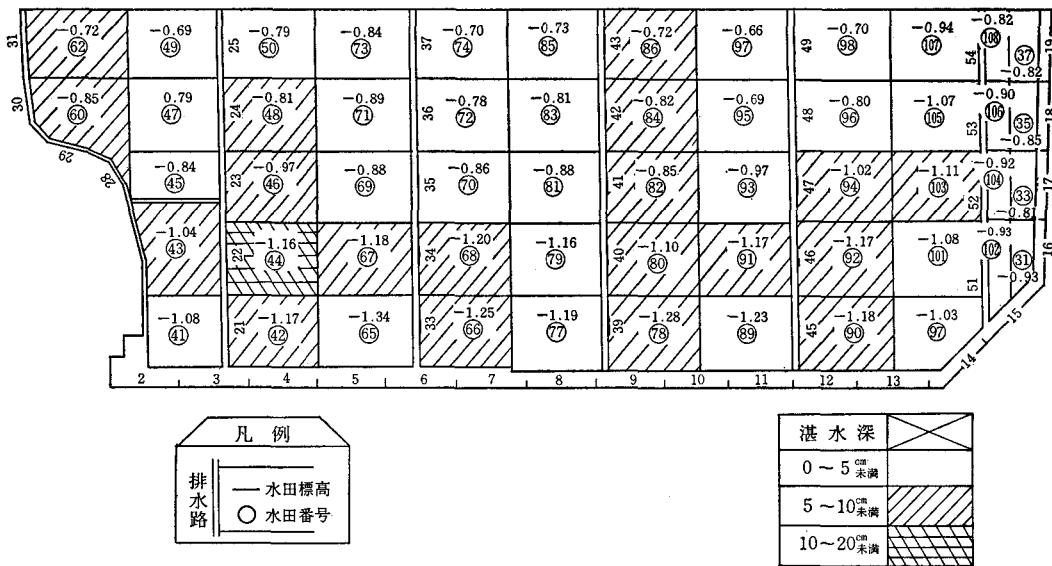 31 -0.72 -0.69 25 -0.79 -0.84 37 -0.70 -0.73 43 -0.72 -0.66 49 -0.70 -0.94 54 -0.82 19
62 49 50 73 74 85 86 97 98 107 108 37
-0.82
30 -0.85 0.79 24 -0.81 -0.89 36 -0.78 -0.81 42 -0.82 -0.69 48 -0.80 -1.07 53 -0.90 18
60 47 48 71 72 83 84 95 96 105 106 35
-0.85
29 28 -0.84 23 -0.97 -0.88 35 -0.86 -0.88 41 -0.85 -0.97 47 -1.02 -1.11 52 -0.92 17
45 46 69 70 81 82 93 94 103 104 33
-0.81
-1.04 22 -1.16 -1.18 34 -1.20 -1.16 40 -1.10 -1.17 46 -1.17 -1.08 51 -0.93 16
43 44 67 68 79 80 91 92 101 102 31
-0.93
-1.08 21 -1.17 -1.34 33 -1.25 -1.19 39 -1.28 -1.23 45 -1.18 -1.03 15
41 42 65 66 77 78 89 90 97
2 3 4 5 6 7 8 9 10 11 12 13 14
凡例
排水路
水田標高
水田番号
湛水深
0～5cm未満
5～10cm未満
10～20cm未満